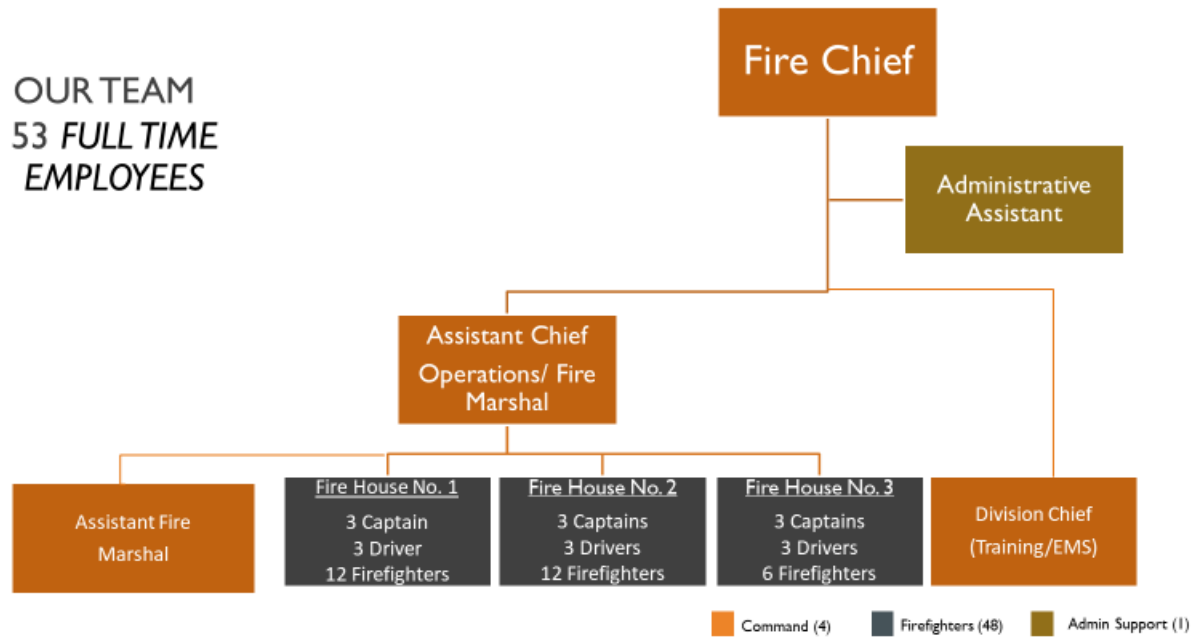 Fire Chief
OUR TEAM
53 FULL TIME
EMPLOYEES
Administrative
Assistant
Assistant Chief
Operations/ Fire
Marshal
Assistant Fire
Marshal
Fire House No. 1
3 Captain
3 Driver
12 Firefighters
Fire House No. 2
3 Captains
3 Drivers
12 Firefighters
Fire House No. 3
3 Captains
3 Drivers
6 Firefighters
Division Chief
(Training/EMS)
Command (4)
Firefighters (48)
Admin Support (1)